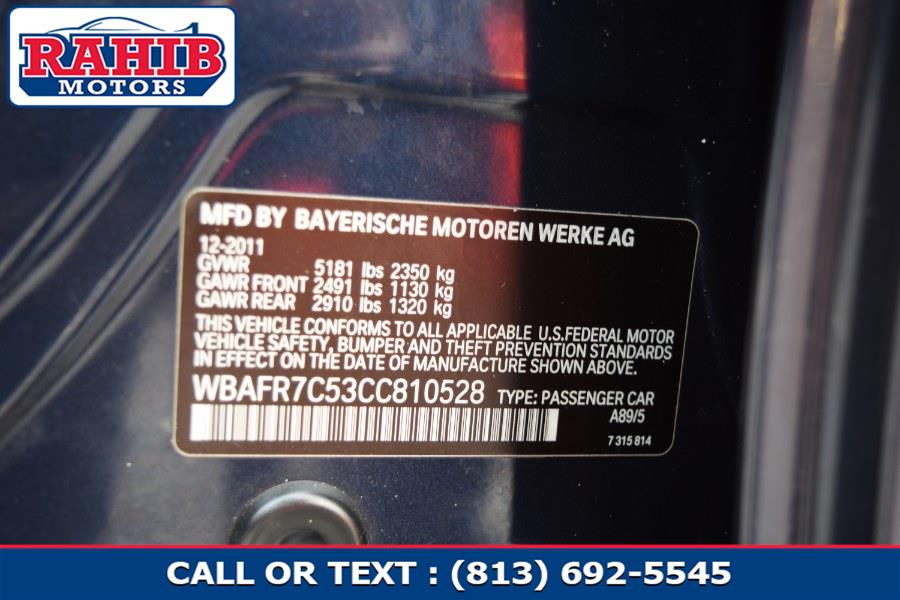 RAHIB
MOTORS
MFD BY BAYERISCHE MOTOREN WERKE AG
12-2011
GVWR 5181 lbs 2350 kg
GAWR FRONT 2491 lbs 1130 kg
GAWR REAR 2910 lbs 1320 kg
THIS VEHICLE CONFORMS TO ALL APPLICABLE U.S.FEDERAL MOTOR
VEHICLE SAFETY, BUMPER AND THEFT PREVENTION STANDARDS
IN EFFECT ON THE DATE OF MANUFACTURE SHOWN ABOVE.
WBAFR7C53CC810528 TYPE: PASSENGER CAR
A89/5
7 315 814
CALL OR TEXT : (813) 692-5545